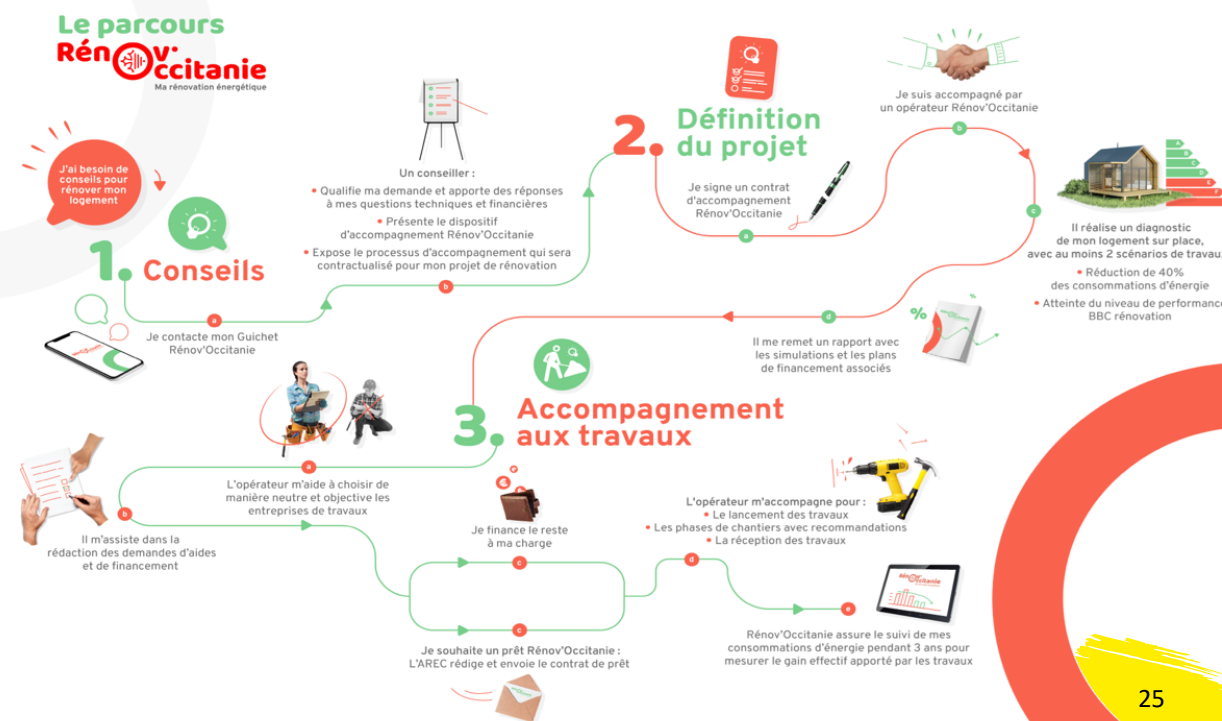 Le parcours
Rénov'Occitanie
Ma rénovation énergétique
J'ai besoin de
conseils pour
rénover mon
logement
1. Conseils
a
Je contacte mon Guichet
Rénov'Occitanie
Un conseiller :
• Qualifie ma demande et apporte des réponses
à mes questions techniques et financières
• Présente le dispositif
d'accompagnement Rénov'Occitanie
• Expose le processus d'accompagnement qui sera
contractualisé pour mon projet de rénovation
b
2. Définition
du projet
Je signe un contrat
d'accompagnement
Rénov'Occitanie
a
Je suis accompagné par
un opérateur Rénov'Occitanie
b
A
B
C
D
E
F
c
Il réalise un diagnostic
de mon logement sur place,
avec au moins 2 scénarios de travaux
• Réduction de 40%
des consommations d'énergie
• Atteinte du niveau de performance
BBC rénovation
d
%
Il me remet un rapport avec
les simulations et les plans
de financement associés
3. Accompagnement
aux travaux
a
L'opérateur m'aide à choisir de
manière neutre et objective les
entreprises de travaux
b
Il m'assiste dans la
rédaction des demandes d'aides
et de financement
Je finance le reste
à ma charge
c
c
Je souhaite un prêt Rénov'Occitanie :
L'AREC rédige et envoie le contrat de prêt
L'opérateur m'accompagne pour :
• Le lancement des travaux
• Les phases de chantiers avec recommandations
• La réception des travaux
d
Rénov'Occitanie
e
Rénov'Occitanie assure le suivi de mes
consommations d'énergie pendant 3 ans pour
mesurer le gain effectif apporté par les travaux
25